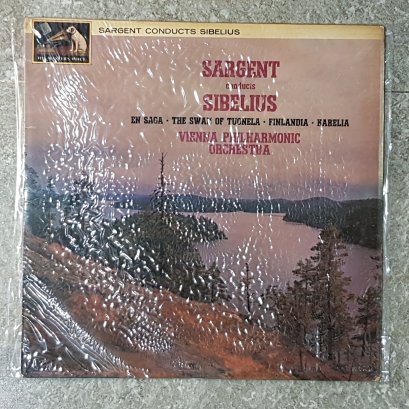 SARGENT CONDUCTS SIBELIUS
HIS MASTER'S VOICE
SARGENT
conducts
SIBELIUS
EN SAGA · THE SWAN OF TUONELA · FINLANDIA · KARELIA
VIENNA PHILHARMONIC
ORCHESTRA